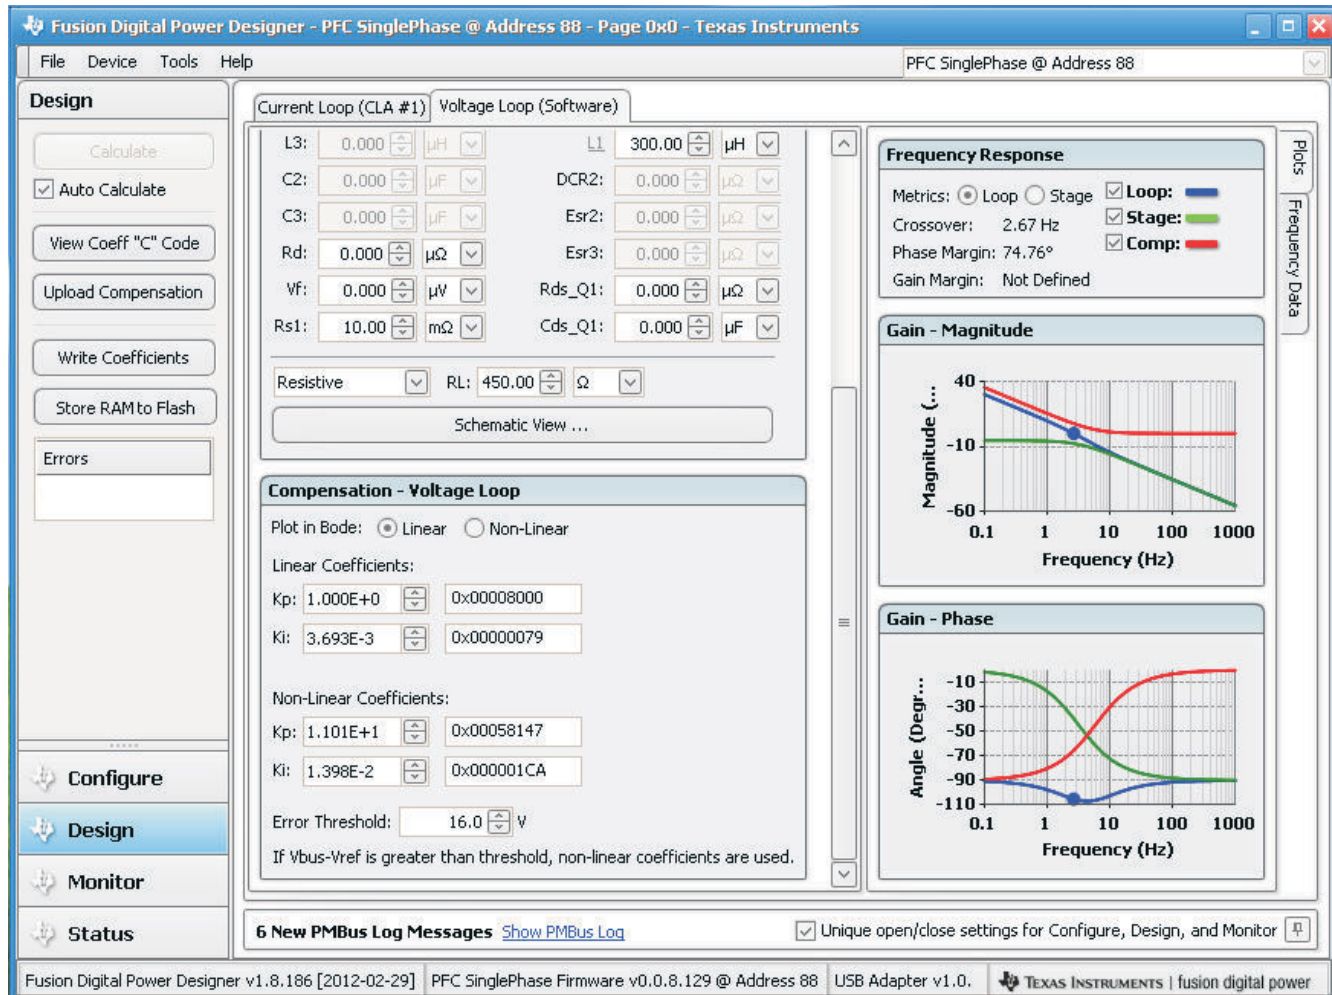 Fusion Digital Power Designer - PFC SinglePhase @ Address 88 - Page 0x0 - Texas Instruments
File Device Tools Help
PFC SinglePhase @ Address 88
Design
Calculate
Auto Calculate
View Coeff "C" Code
Upload Compensation
Write Coefficients
Store RAM to Flash
Errors
Configure
Design
Monitor
Status
Current Loop (CLA #1) Voltage Loop (Software)
L3: 0.000 µH L1 300.00 µH
C2: 0.000 µF DCR2: 0.000 µΩ
C3: 0.000 µF Esr2: 0.000 µΩ
Rd: 0.000 µΩ Esr3: 0.000 µΩ
Vf: 0.000 µV Rds_Q1: 0.000 µΩ
Rs1: 10.00 mΩ Cds_Q1: 0.000 µF
Resistive RL: 450.00 Ω
Schematic View ...
Compensation - Voltage Loop
Plot in Bode: Linear Non-Linear
Linear Coefficients:
Kp: 1.000E+0 0x00008000
Ki: 3.693E-3 0x00000079
Non-Linear Coefficients:
Kp: 1.101E+1 0x00058147
Ki: 1.398E-2 0x000001CA
Error Threshold: 16.0 V
If Vbus-Vref is greater than threshold, non-linear coefficients are used.
Frequency Response
Metrics: Loop Stage Loop:
Crossover: 2.67 Hz Stage:
Phase Margin: 74.76° Comp:
Gain Margin: Not Defined
Plots
Frequency Data
Gain - Magnitude
Magnitude (...
40
-10
-60
0.1 1 10 100 1000
Frequency (Hz)
Gain - Phase
Angle (Degr...
-10
-30
-50
-70
-90
-110
0.1 1 10 100 1000
Frequency (Hz)
6 New PMBus Log Messages Show PMBus Log
Unique open/close settings for Configure, Design, and Monitor
Fusion Digital Power Designer v1.8.186 [2012-02-29] PFC SinglePhase Firmware v0.0.8.129 @ Address 88 USB Adapter v1.0. TEXAS INSTRUMENTS | fusion digital power